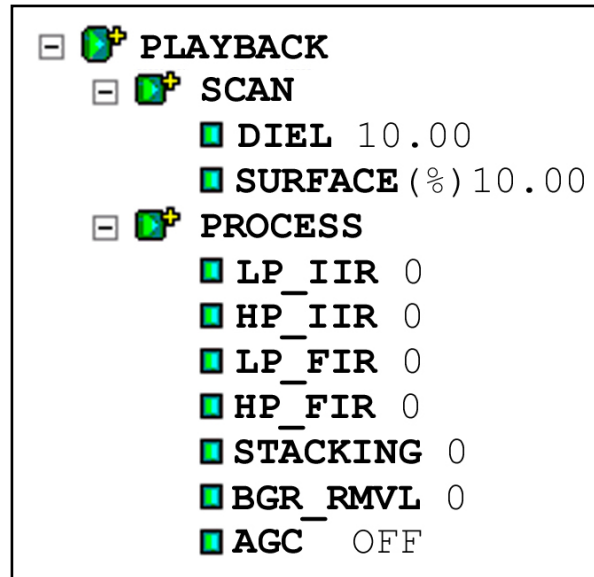 PLAYBACK
SCAN
DIEL 10.00
SURFACE(%)10.00
PROCESS
LP_IIR 0
HP_IIR 0
LP_FIR 0
HP_FIR 0
STACKING 0
BGR_RMVL 0
AGC OFF